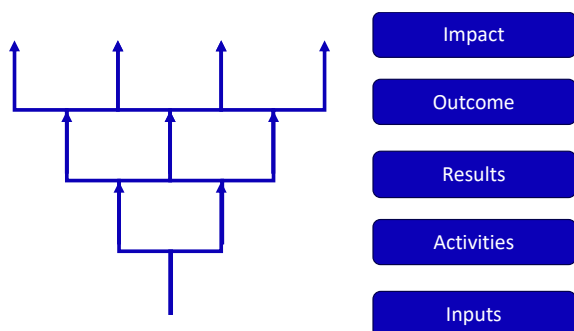 Impact
Outcome
Results
Activities
Inputs